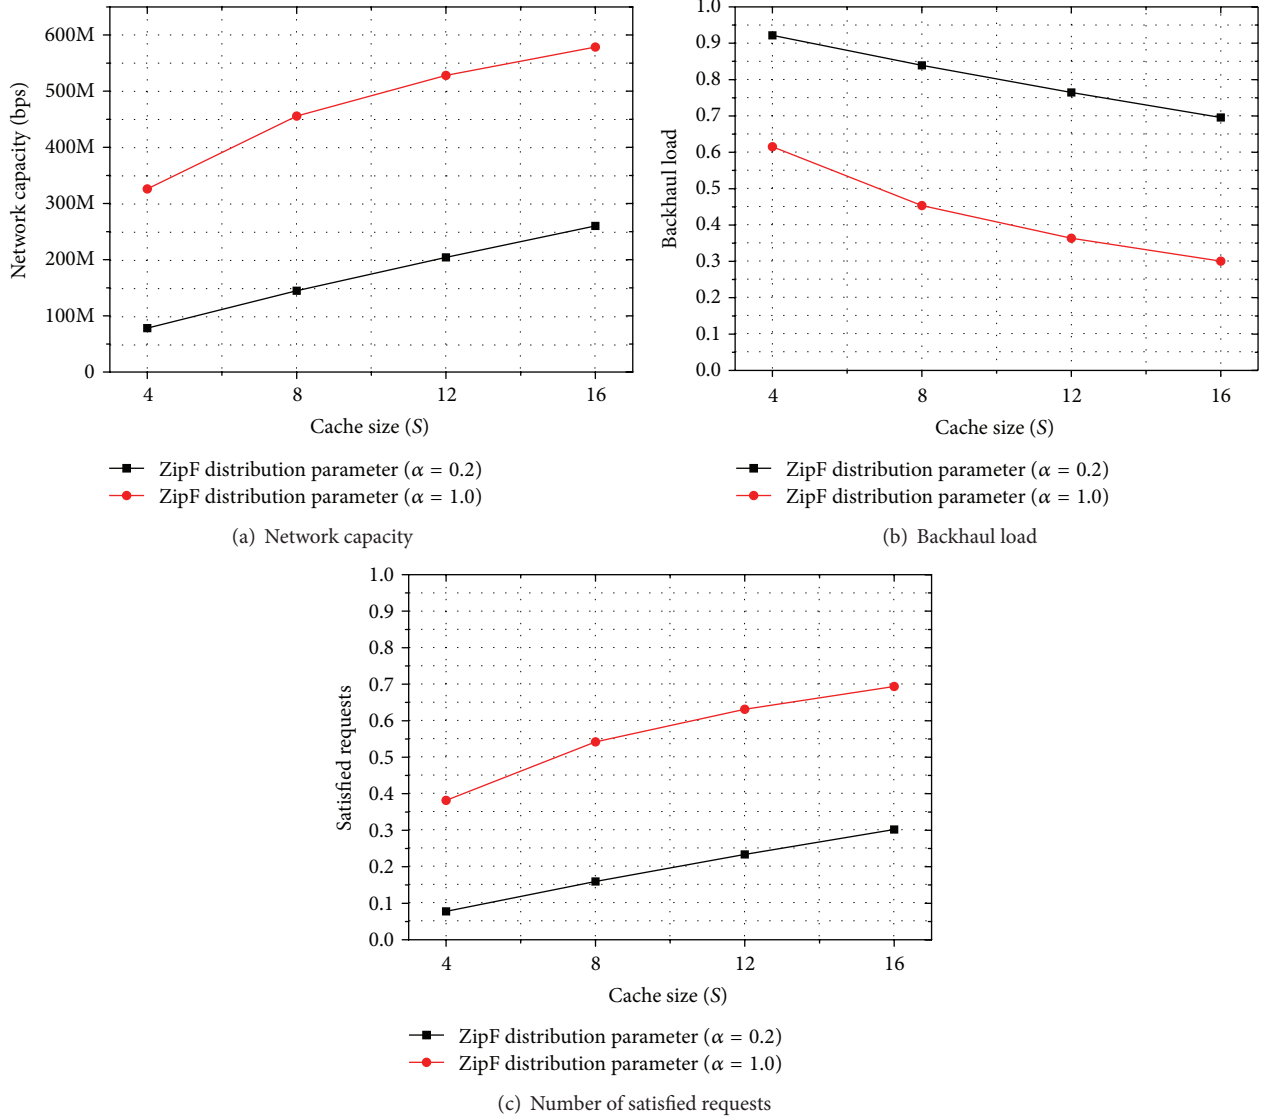 600M
500M
400M
300M
200M
100M
0
Network capacity (bps)
4 8 12 16
Cache size (S)
ZipF distribution parameter (α = 0.2)
ZipF distribution parameter (α = 1.0)
(a) Network capacity
1.0
0.9
0.8
0.7
0.6
0.5
0.4
0.3
0.2
0.1
0.0
Backhaul load
4 8 12 16
Cache size (S)
ZipF distribution parameter (α = 0.2)
ZipF distribution parameter (α = 1.0)
(b) Backhaul load
1.0
0.9
0.8
0.7
0.6
0.5
0.4
0.3
0.2
0.1
0.0
Satisfied requests
4 8 12 16
Cache size (S)
ZipF distribution parameter (α = 0.2)
ZipF distribution parameter (α = 1.0)
(c) Number of satisfied requests